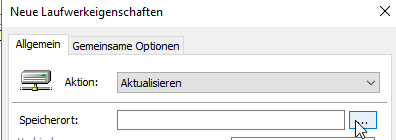 Neue Laufwerkeigenschaften
Allgemein Gemeinsame Optionen
Aktion: Aktualisieren
Speicherort: ...